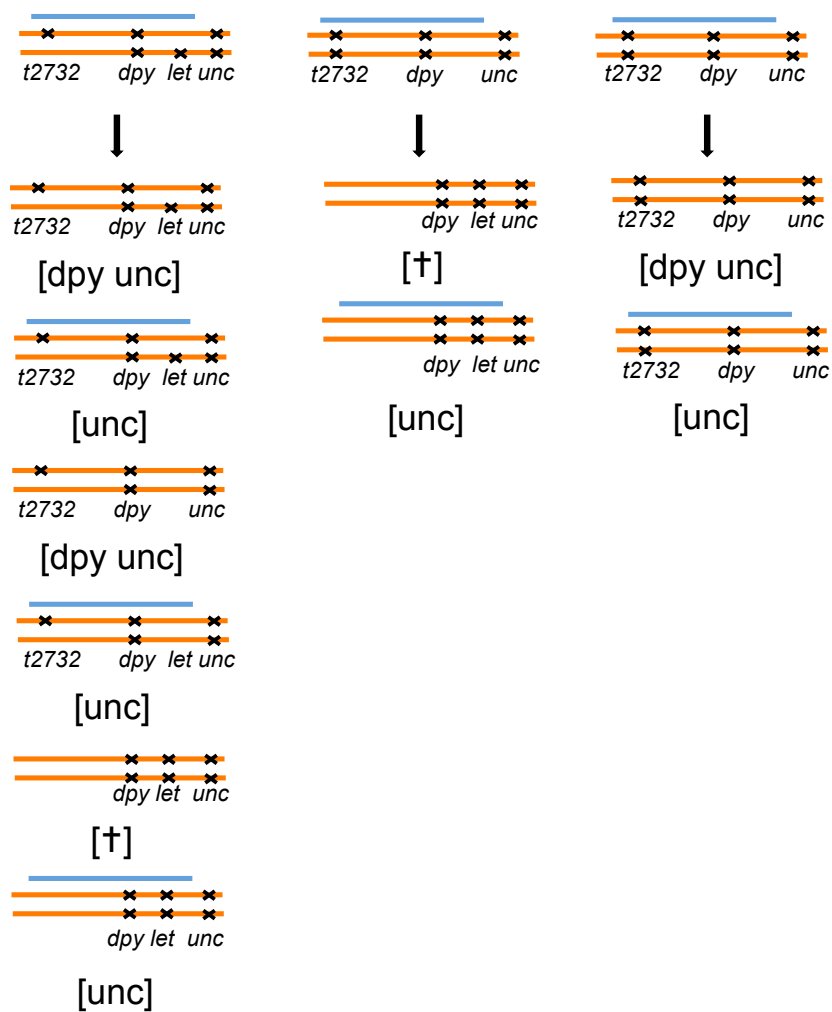 t2732 dpy let unc
t2732 dpy let unc
[dpy unc]
t2732 dpy let unc
[unc]
t2732 dpy unc
[dpy unc]
t2732 dpy let unc
[unc]
dpy let unc
[†]
dpy let unc
[unc]
t2732 dpy unc
dpy let unc
[†]
dpy let unc
[unc]
t2732 dpy unc
t2732 dpy unc
[dpy unc]
t2732 dpy unc
[unc]